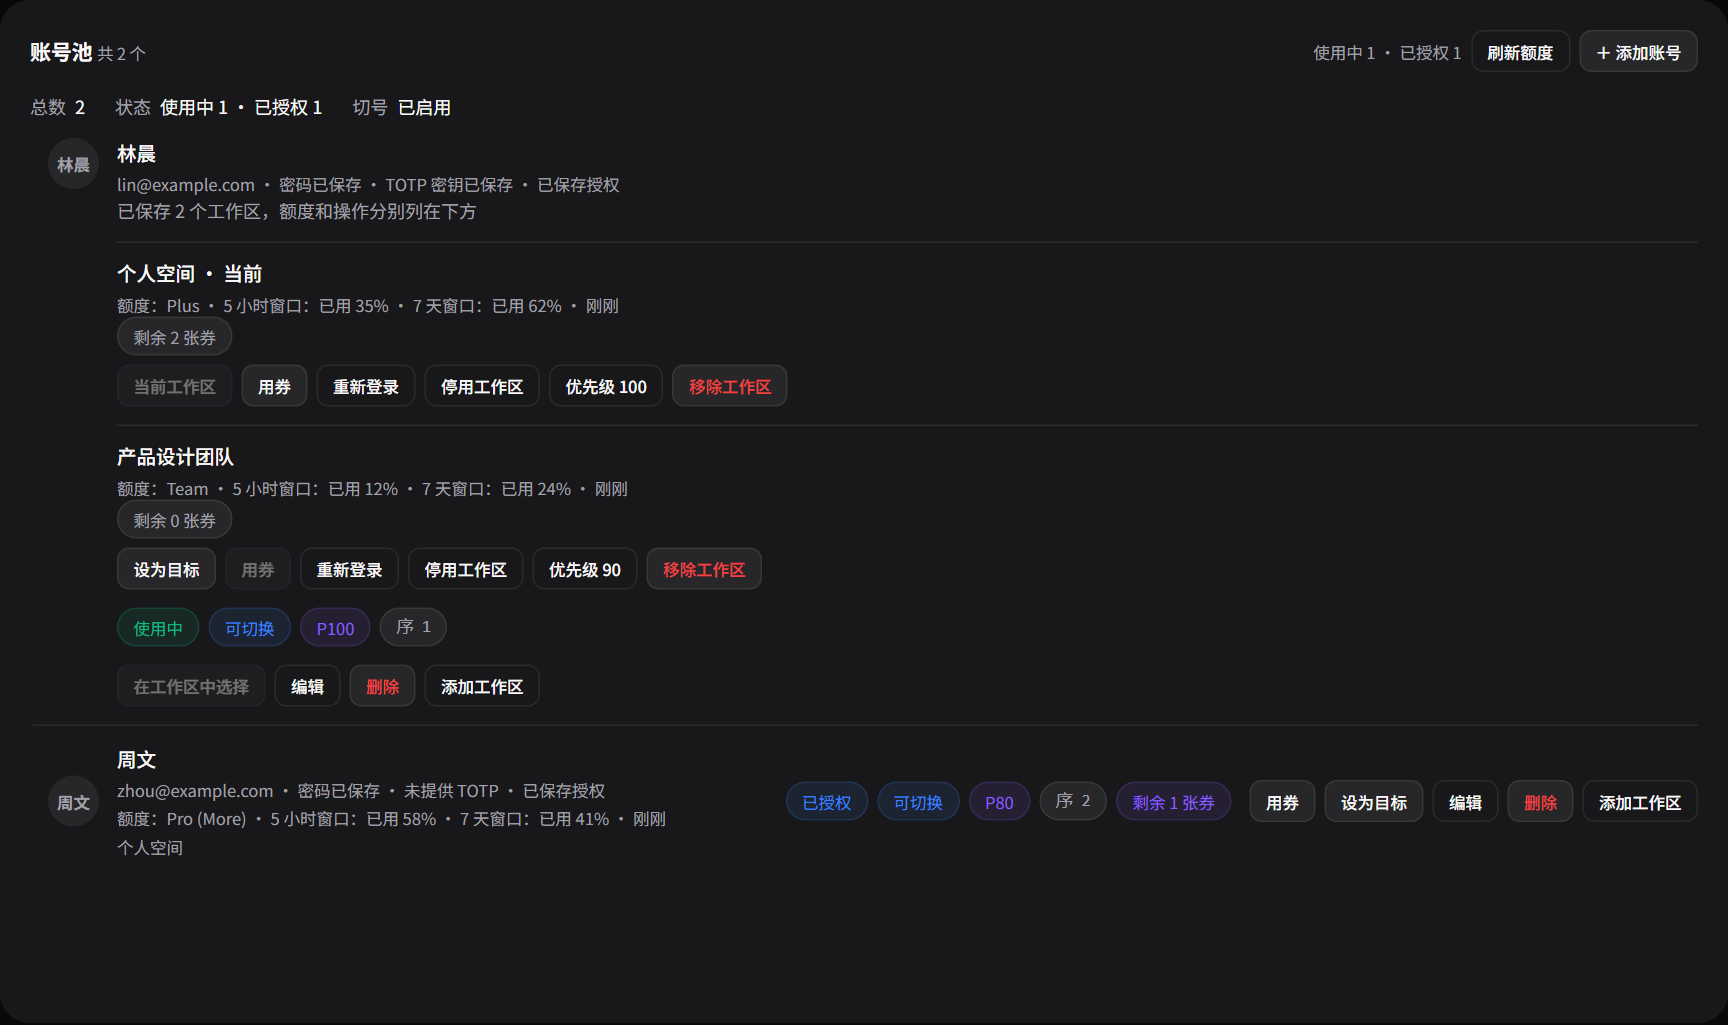 账号池 共 2 个
使用中 1 · 已授权 1 刷新额度 + 添加账号
总数 2 状态 使用中 1 · 已授权 1 切号 已启用
林晨 林晨
lin@example.com · 密码已保存 · TOTP 密钥已保存 · 已保存授权
已保存 2 个工作区，额度和操作分别列在下方
个人空间 · 当前
额度：Plus · 5 小时窗口：已用 35% · 7 天窗口：已用 62% · 刚刚
剩余 2 张券
当前工作区 用券 重新登录 停用工作区 优先级 100 移除工作区
产品设计团队
额度：Team · 5 小时窗口：已用 12% · 7 天窗口：已用 24% · 刚刚
剩余 0 张券
设为目标 用券 重新登录 停用工作区 优先级 90 移除工作区
使用中 可切换 P100 序 1
在工作区中选择 编辑 删除 添加工作区
周文
周文
zhou@example.com · 密码已保存 · 未提供 TOTP · 已保存授权
额度：Pro (More) · 5 小时窗口：已用 58% · 7 天窗口：已用 41% · 刚刚
个人空间
已授权 可切换 P80 序 2 剩余 1 张券 用券 设为目标 编辑 删除 添加工作区